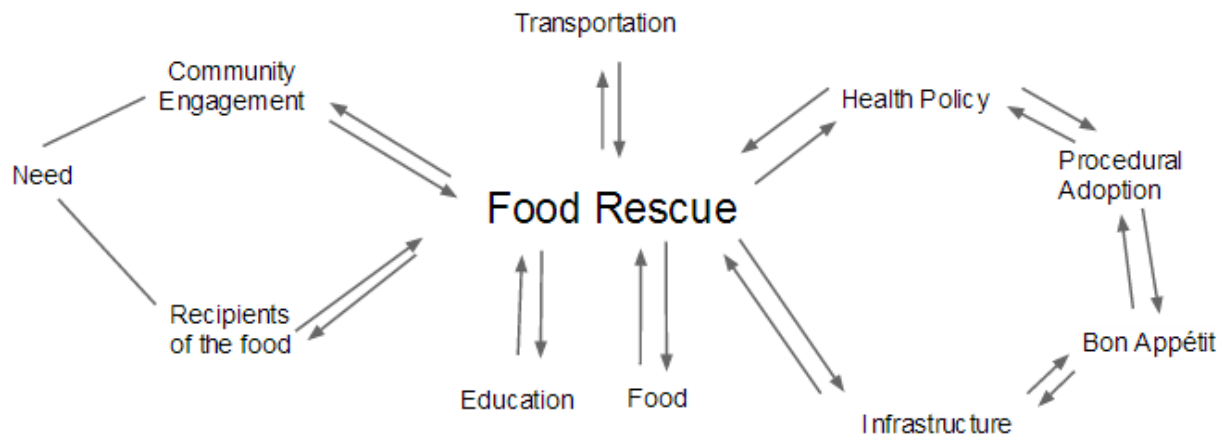 Transportation
Community
Engagement
Health Policy
Procedural
Adoption
Need
Food Rescue
Recipients
of the food
Bon Appétit
Education
Food
Infrastructure